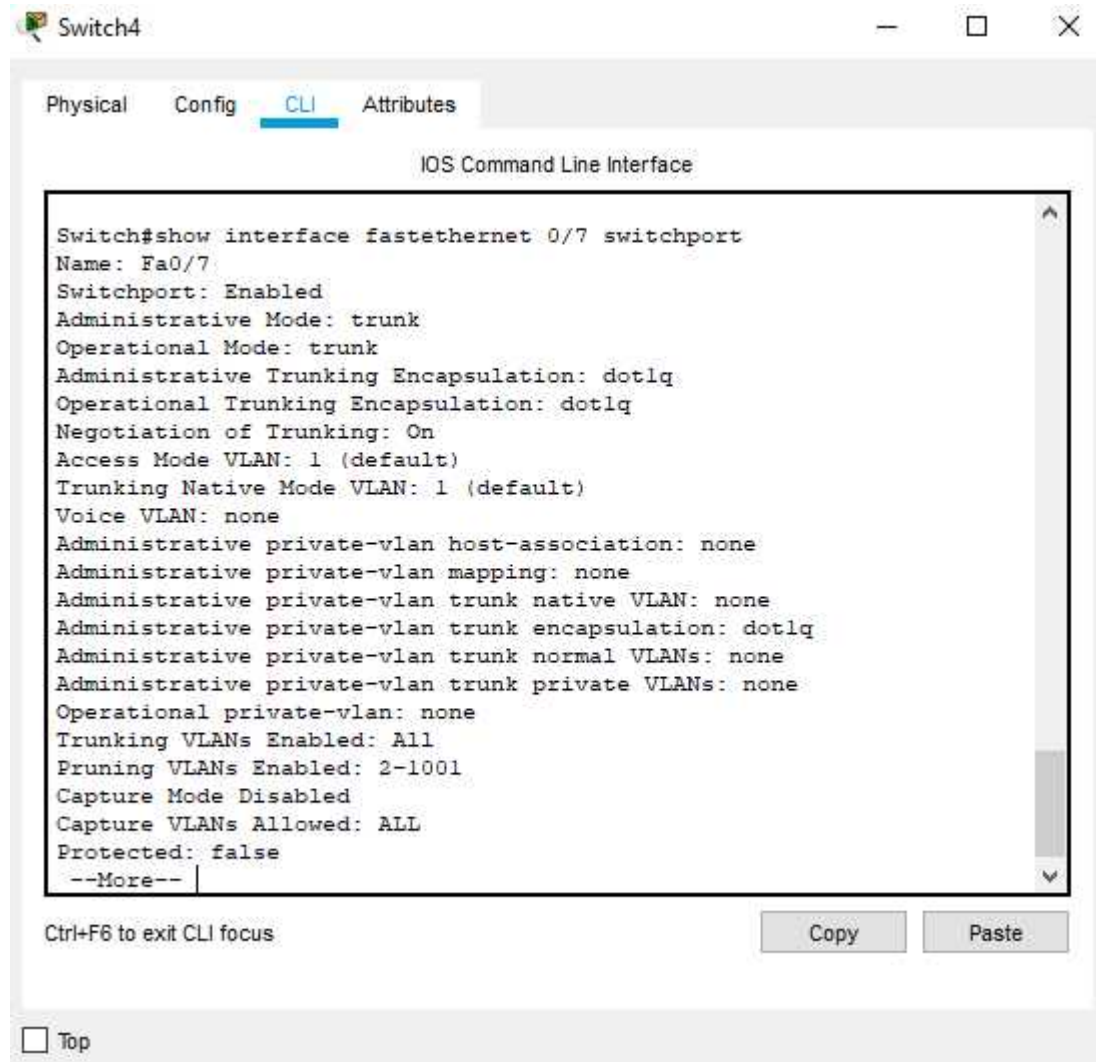 Switch4
Physical Config CLI Attributes
IOS Command Line Interface
Switch#show interface fastethernet 0/7 switchport
Name: Fa0/7
Switchport: Enabled
Administrative Mode: trunk
Operational Mode: trunk
Administrative Trunking Encapsulation: dot1q
Operational Trunking Encapsulation: dot1q
Negotiation of Trunking: On
Access Mode VLAN: 1 (default)
Trunking Native Mode VLAN: 1 (default)
Voice VLAN: none
Administrative private-vlan host-association: none
Administrative private-vlan mapping: none
Administrative private-vlan trunk native VLAN: none
Administrative private-vlan trunk encapsulation: dot1q
Administrative private-vlan trunk normal VLANs: none
Administrative private-vlan trunk private VLANs: none
Operational private-vlan: none
Trunking VLANs Enabled: All
Pruning VLANs Enabled: 2-1001
Capture Mode Disabled
Capture VLANs Allowed: ALL
Protected: false
--More--
Ctrl+F6 to exit CLI focus Copy Paste
Top